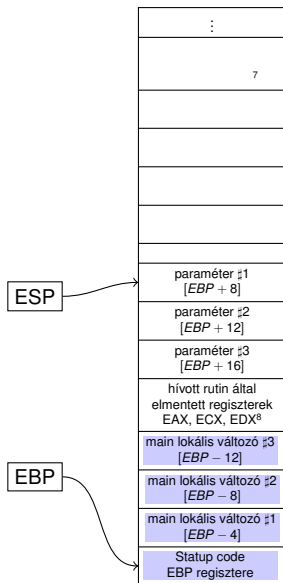 ⋮
7
ESP
paraméter ♯1
[EBP + 8]
paraméter ♯2
[EBP + 12]
paraméter ♯3
[EBP + 16]
hívott rutin által
elmentett regiszterek
EAX, ECX, EDX⁸
EBP
main lokális változó ♯3
[EBP − 12]
main lokális változó ♯2
[EBP − 8]
main lokális változó ♯1
[EBP − 4]
Statup code
EBP regisztere